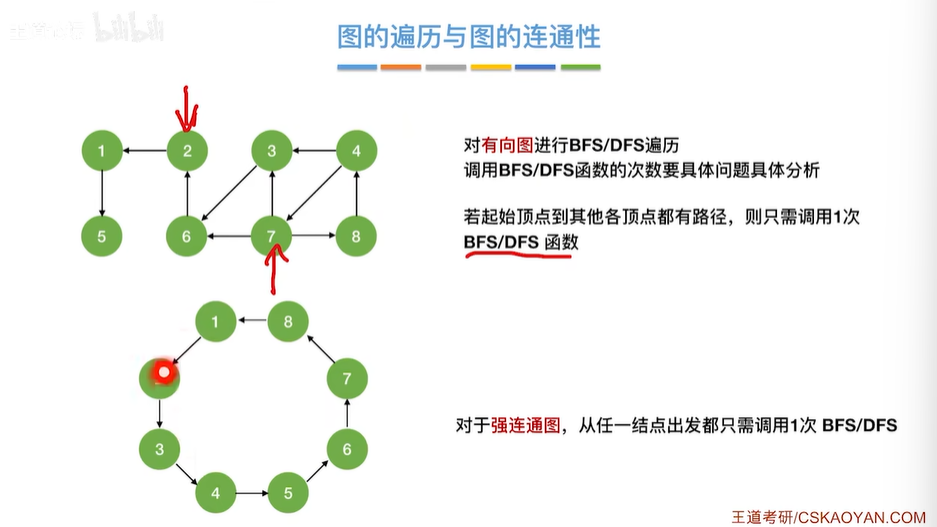 图的遍历与图的连通性
1 2 3 4
5 6 7 8
对有向图进行BFS/DFS遍历
调用BFS/DFS函数的次数要具体问题具体分析
若起始顶点到其他各顶点都有路径，则只需调用1次
BFS/DFS 函数
1 8
7
3 6
4 5
对于强连通图，从任一结点出发都只需调用1次 BFS/DFS
王道考研/CSKAOYAN.COM